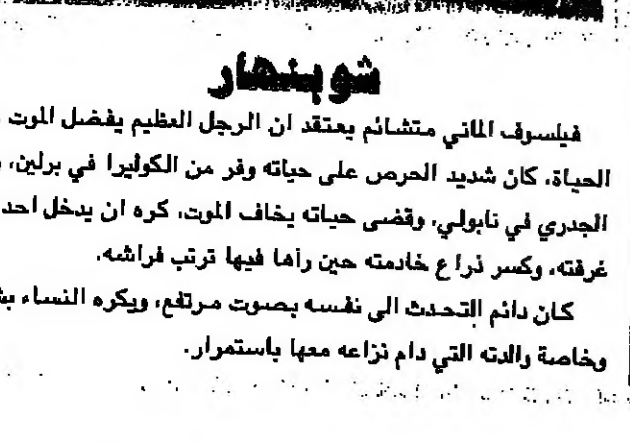 شوبنهار
فيلسوف الماني متشائم يعتقد ان الرجل العظيم يفضل الموت
الحياة، كان شديد الحرص على حياته وفر من الكوليرا في برلين،
الجدري في نابولي، وقضى حياته يخاف الموت، كره ان يدخل احد
غرفته، وكسر ذراع خادمته حين رآها فيها ترتب فراشه.
كان دائم التحدث الى نفسه بصوت مرتفع، ويكره النساء
وخاصة والدته التي دام نزاعه معها باستمرار.